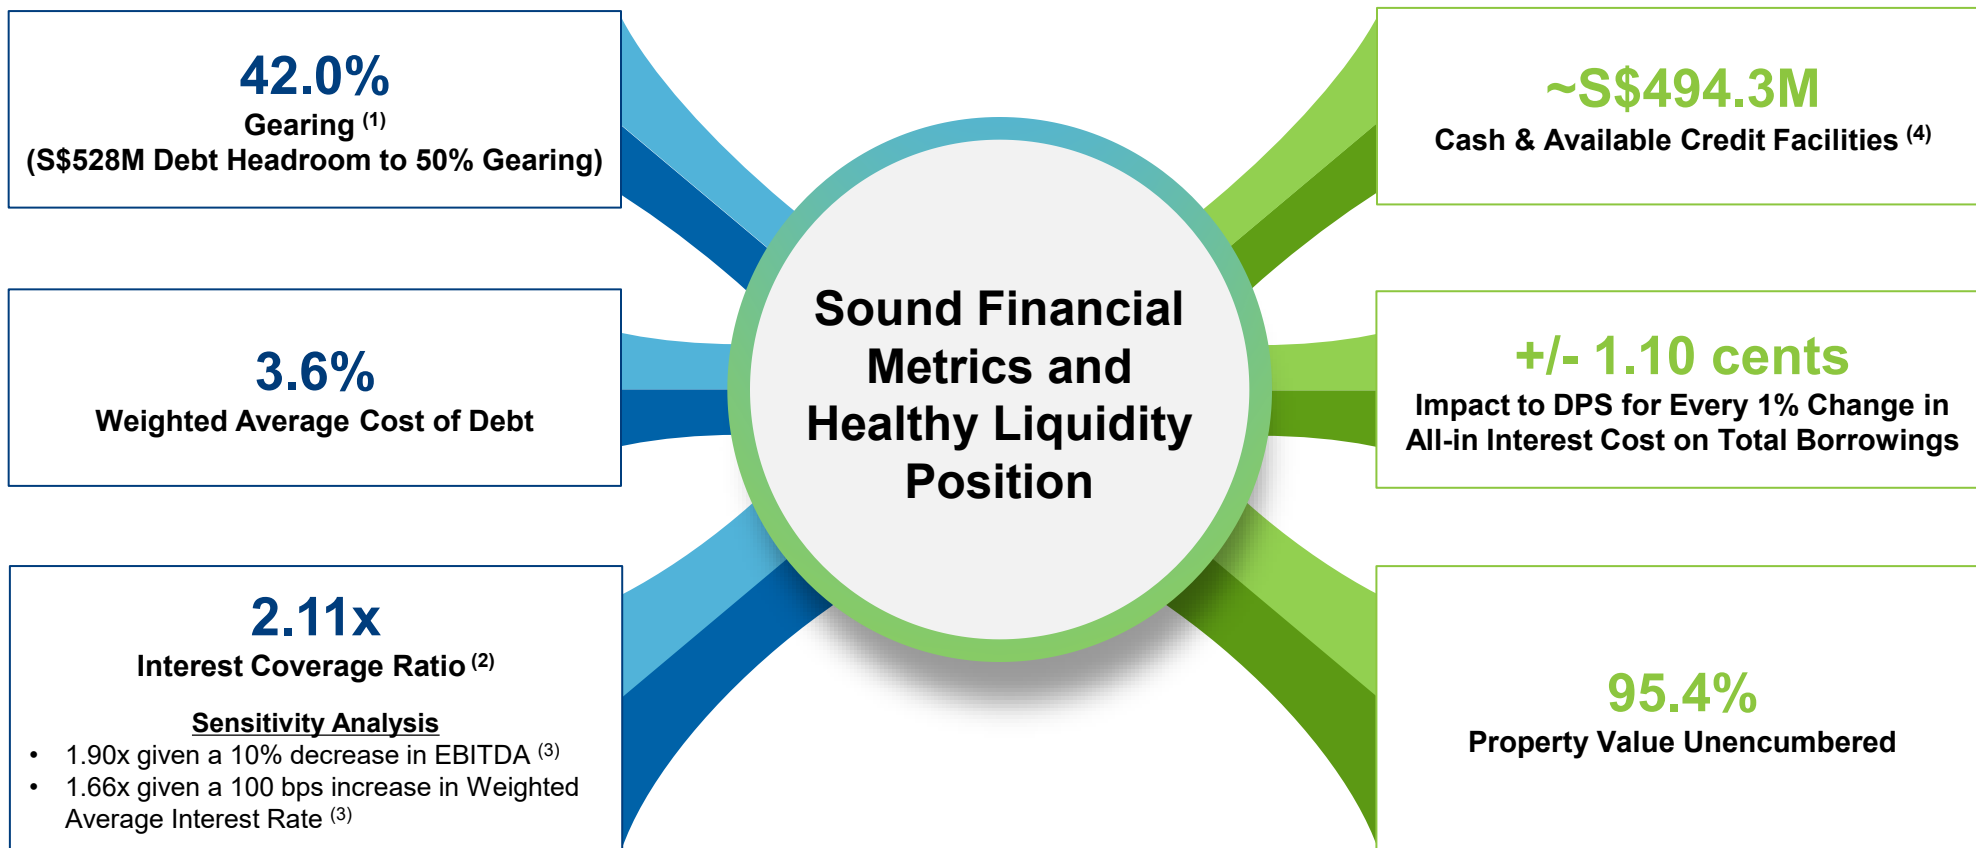 42.0%
Gearing (1)
(S$528M Debt Headroom to 50% Gearing)
3.6%
Weighted Average Cost of Debt
2.11x
Interest Coverage Ratio (2)
Sensitivity Analysis
• 1.90x given a 10% decrease in EBITDA (3)
• 1.66x given a 100 bps increase in Weighted
Average Interest Rate (3)
Sound Financial
Metrics and
Healthy Liquidity
Position
~S$494.3M
Cash & Available Credit Facilities (4)
+/- 1.10 cents
Impact to DPS for Every 1% Change in
All-in Interest Cost on Total Borrowings
95.4%
Property Value Unencumbered